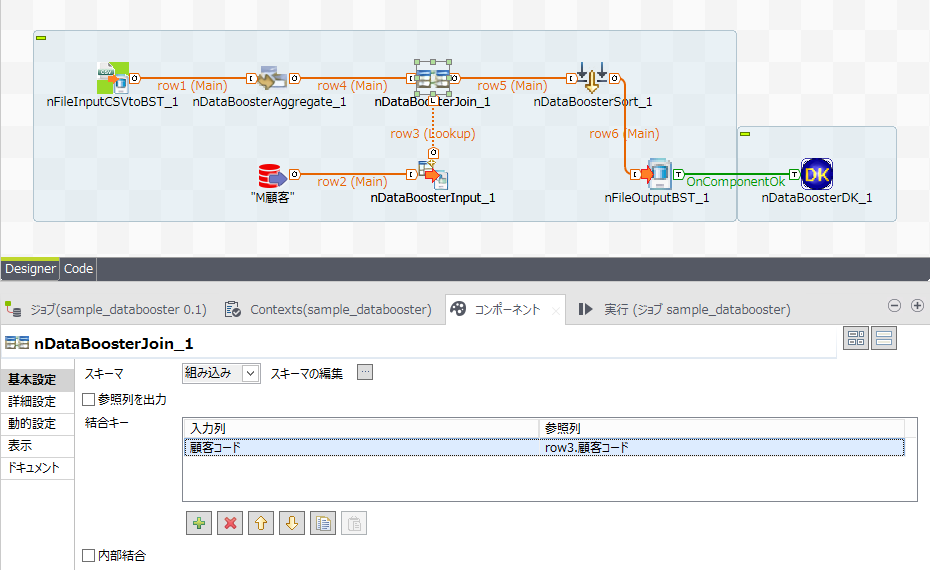 row1 (Main)
row4 (Main)
row5 (Main)
nFileInputCSVtoBST_1
nDataBoosterAggregate_1
nDataBoosterJoin_1
nDataBoosterSort_1
row3 (Lookup)
row6 (Main)
row2 (Main)
OnComponentOk
DK
"M顧客"
nDataBoosterInput_1
nFileOutputBST_1
nDataBoosterDK_1
Designer
Code
ジョブ(sample_databooster 0.1)
Contexts(sample_databooster)
コンポーネント
実行 (ジョブ sample_databooster)
nDataBoosterJoin_1
基本設定
詳細設定
動的設定
表示
ドキュメント
スキーマ
組み込み
スキーマの編集
...
参照列を出力
結合キー
入力列
参照列
顧客コード
row3.顧客コード
内部結合